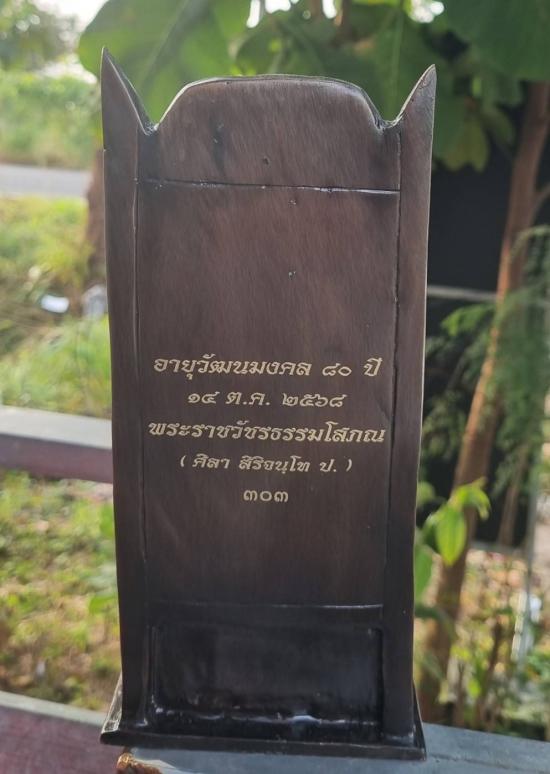 อายุวัฒนมงคล ๘๐ ปี
๑๔ ต.ค. ๒๕๖๘
พระราชวัชรธรรมโสภณ
( ศิลา สิริจนฺโท ป. )
๓๐๓